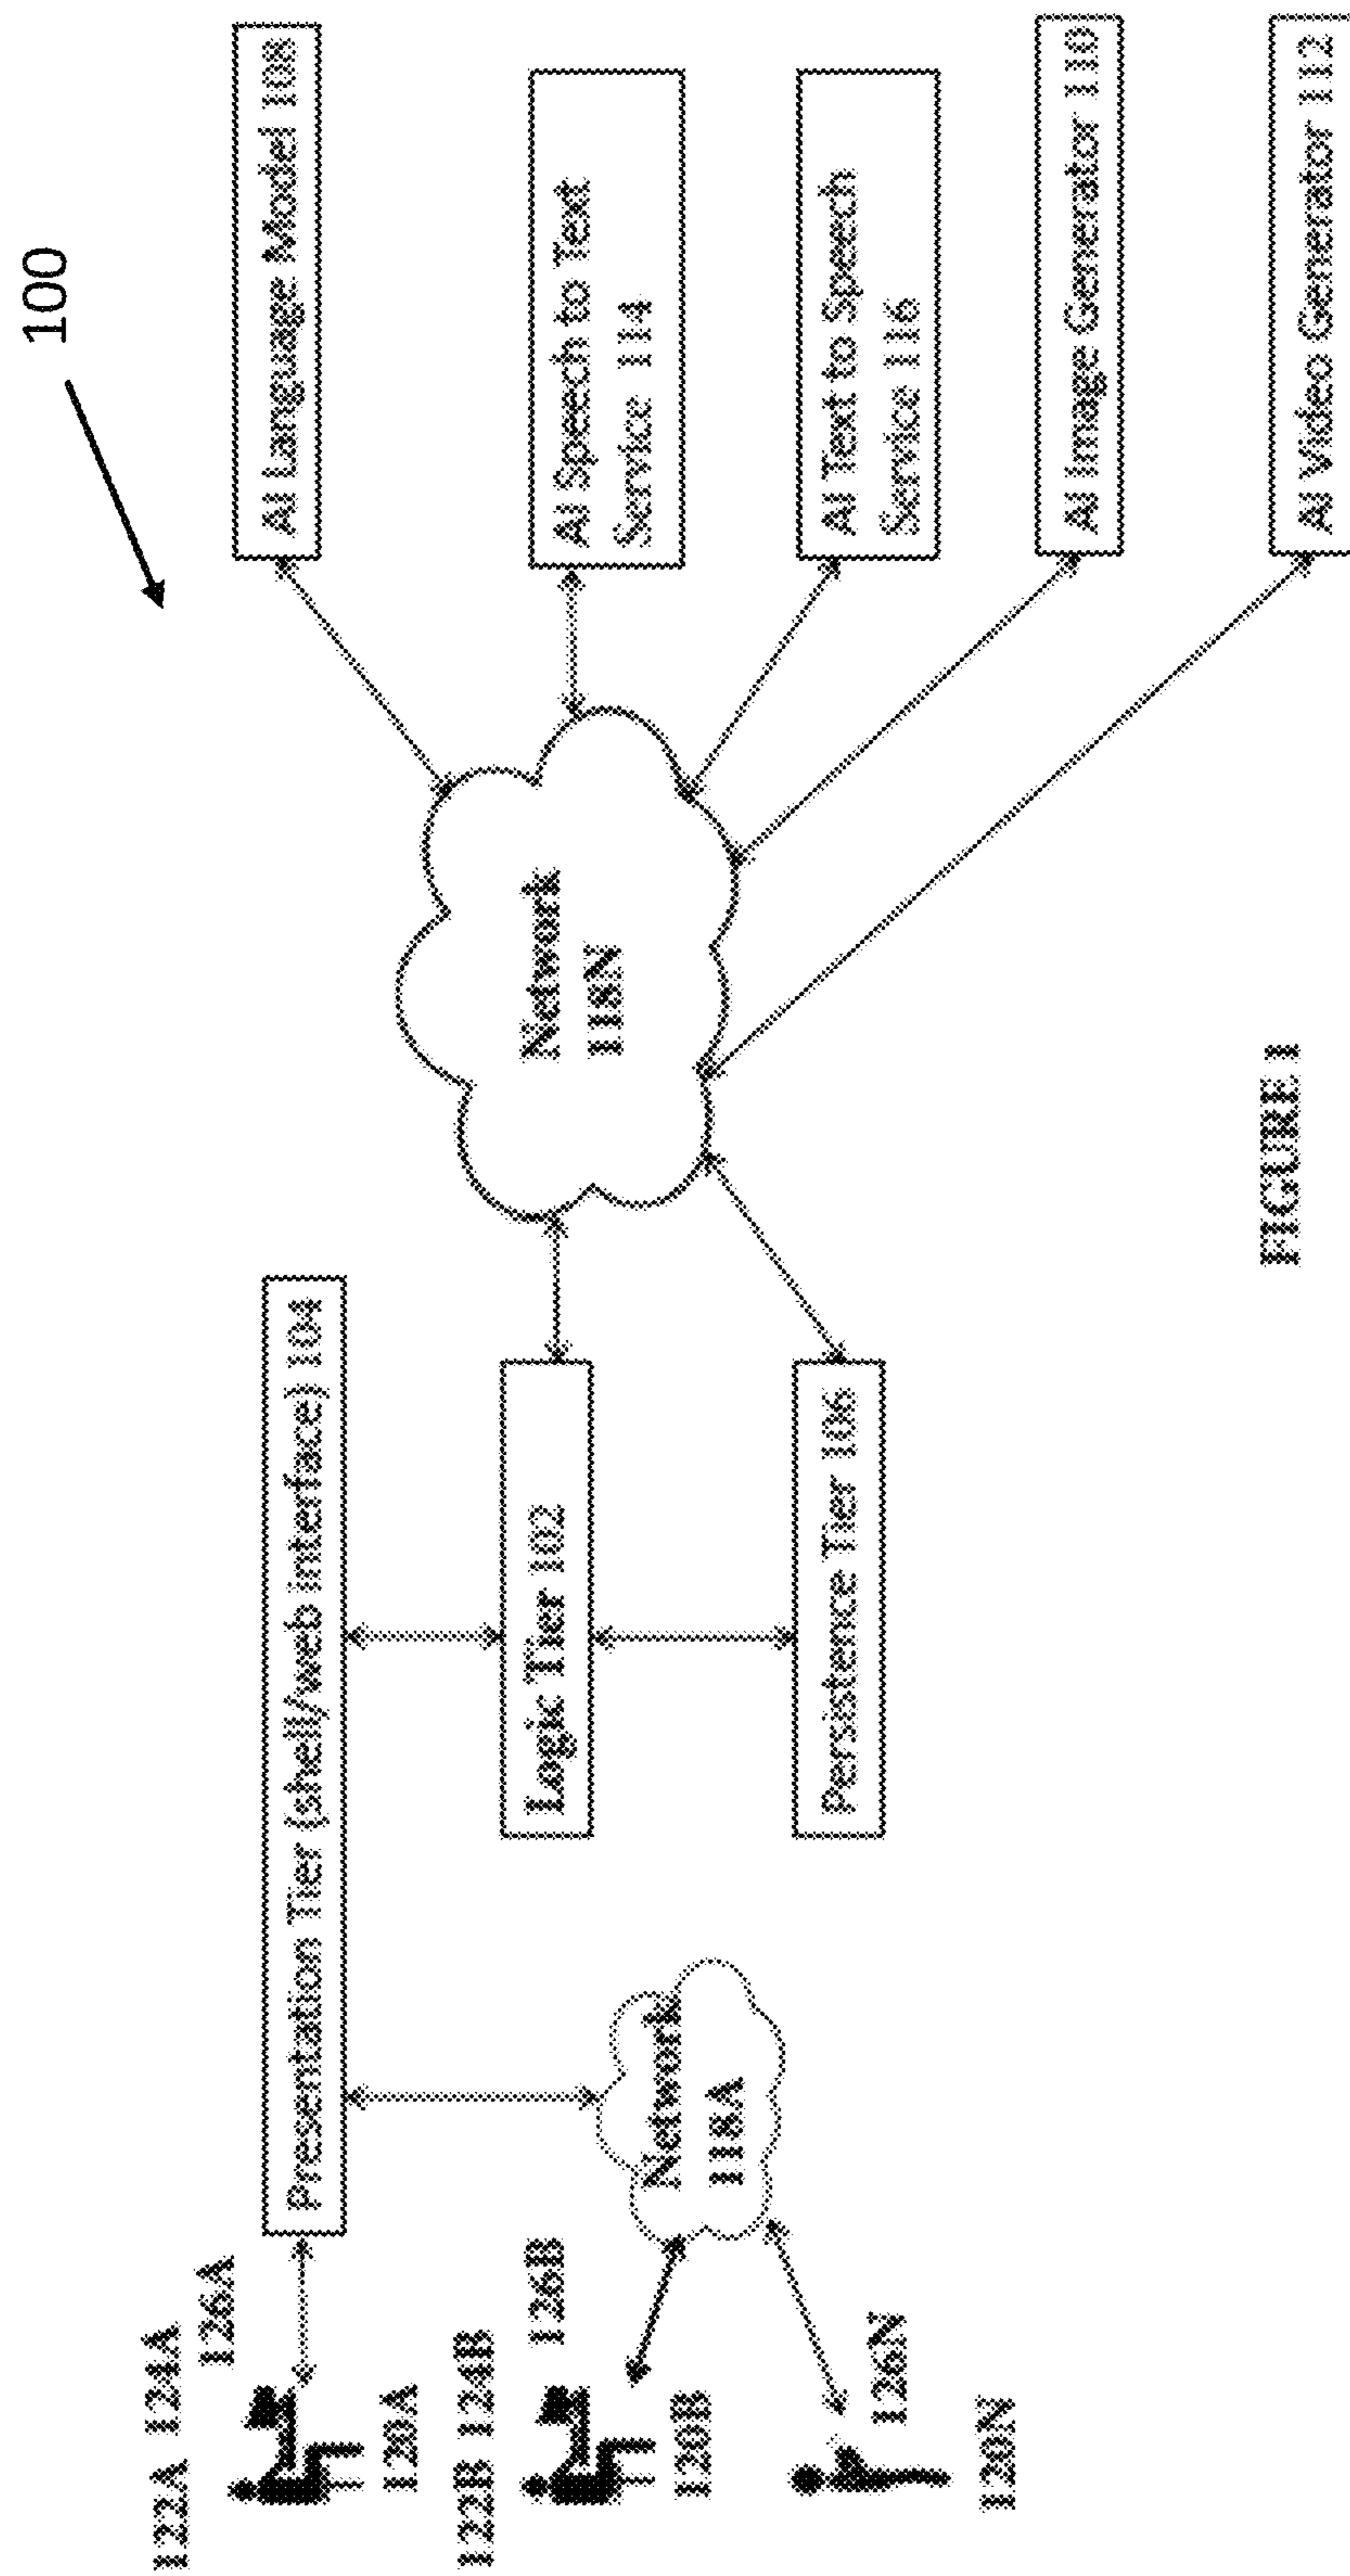 100
122A 124A
126A
120A
122B 124B
126B
120B
126N
120N
Presentation Tier (shell/web interface) 104
Network
118A
Logic Tier 102
Persistence Tier 106
Network
118N
AI Language Model 108
AI Speech to Text
Service 114
AI Text to Speech
Service 116
AI Image Generator 110
AI Video Generator 112
FIGURE 1